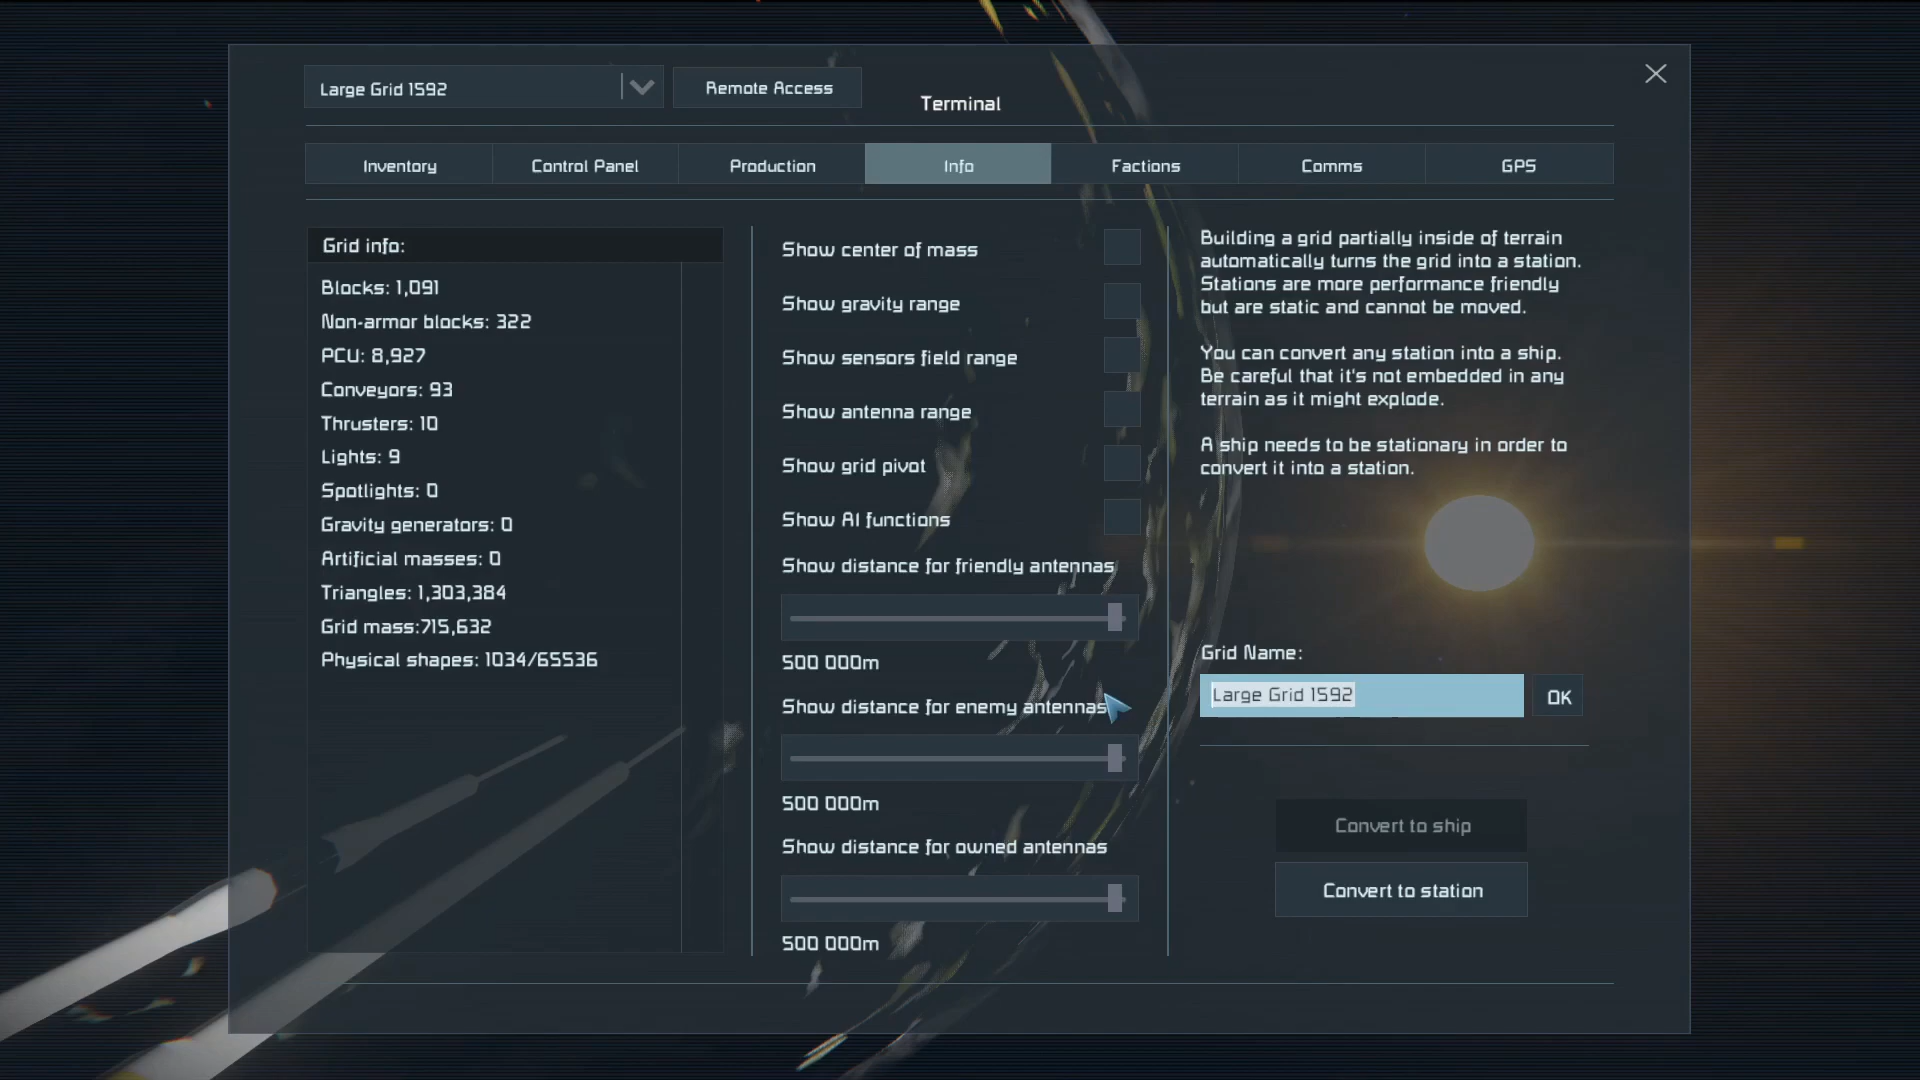 Large Grid 1592
Remote Access
Terminal
Inventory
Control Panel
Production
Info
Factions
Comms
GPS
Grid info:
Blocks: 1,091
Non-armor blocks: 322
PCU: 8,927
Conveyors: 93
Thrusters: 10
Lights: 9
Spotlights: 0
Gravity generators: 0
Artificial masses: 0
Triangles: 1,303,384
Grid mass:715,632
Physical shapes: 1034/65536
Show center of mass
Show gravity range
Show sensors field range
Show antenna range
Show grid pivot
Show AI functions
Show distance for friendly antennas
500 000m
Show distance for enemy antennas
500 000m
Show distance for owned antennas
500 000m
Building a grid partially inside of terrain
automatically turns the grid into a station.
Stations are more performance friendly
but are static and cannot be moved.
You can convert any station into a ship.
Be careful that it's not embedded in any
terrain as it might explode.
A ship needs to be stationary in order to
convert it into a station.
Grid Name:
Large Grid 1592
OK
Convert to ship
Convert to station